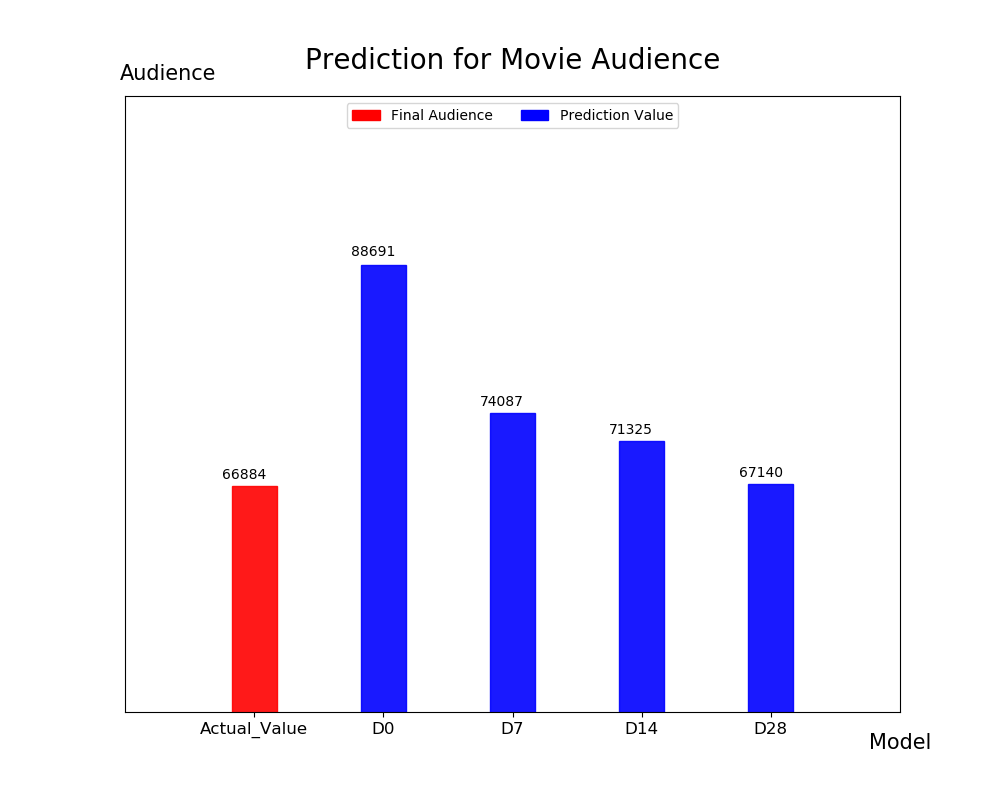 Prediction for Movie Audience
Audience
Final Audience Prediction Value
88691
74087
71325
66884
67140
Actual_Value D0 D7 D14 D28
Model